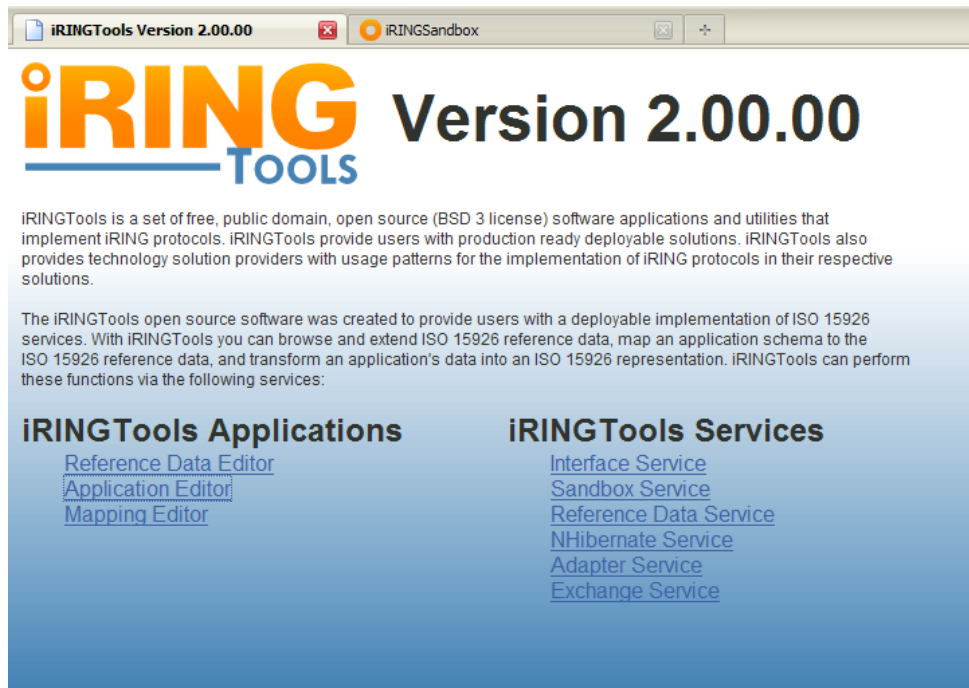 iRINGTools Version 2.00.00
iRINGSandbox
iRING
TOOLS
Version 2.00.00
iRINGTools is a set of free, public domain, open source (BSD 3 license) software applications and utilities that
implement iRING protocols. iRINGTools provide users with production ready deployable solutions. iRINGTools also
provides technology solution providers with usage patterns for the implementation of iRING protocols in their respective
solutions.
The iRINGTools open source software was created to provide users with a deployable implementation of ISO 15926
services. With iRINGTools you can browse and extend ISO 15926 reference data, map an application schema to the
ISO 15926 reference data, and transform an application's data into an ISO 15926 representation. iRINGTools can perform
these functions via the following services:
iRINGTools Applications
Reference Data Editor
Application Editor
Mapping Editor
iRINGTools Services
Interface Service
Sandbox Service
Reference Data Service
NHibernate Service
Adapter Service
Exchange Service